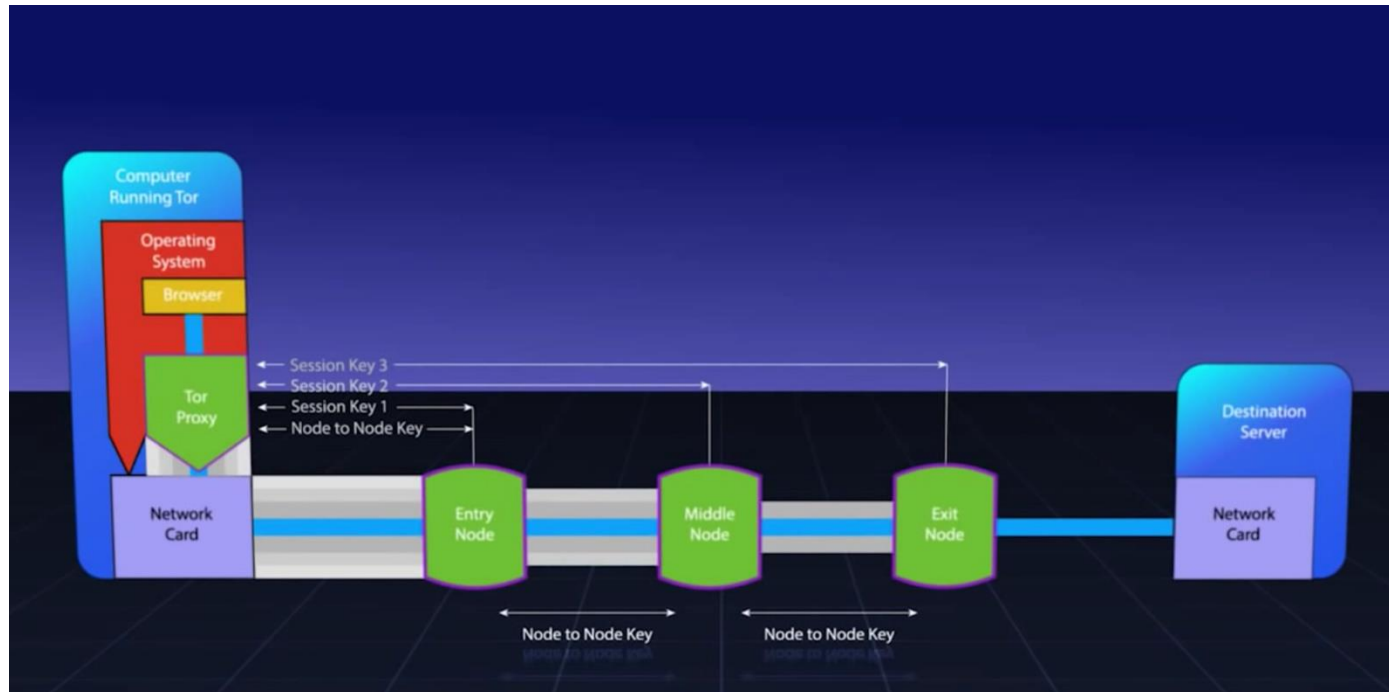 Computer
Running Tor
Operating
System
Browser
Tor
Proxy
Network
Card
Session Key 3
Session Key 2
Session Key 1
Node to Node Key
Entry
Node
Middle
Node
Exit
Node
Node to Node Key
Node to Node Key
Destination
Server
Network
Card